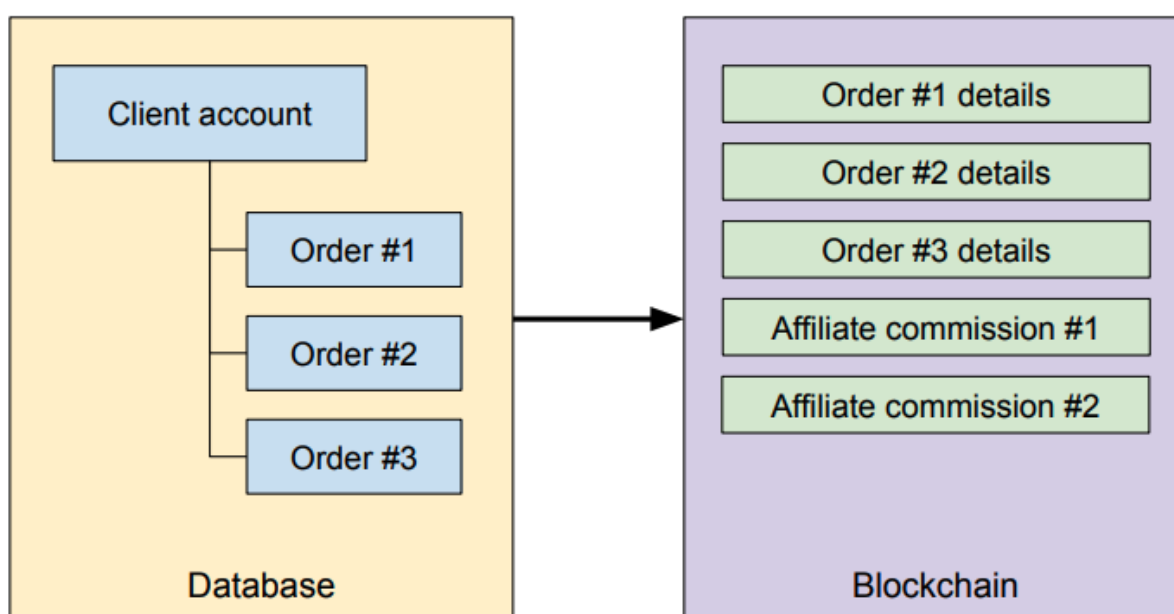 Client account
Order #1
Order #2
Order #3
Database
Order #1 details
Order #2 details
Order #3 details
Affiliate commission #1
Affiliate commission #2
Blockchain